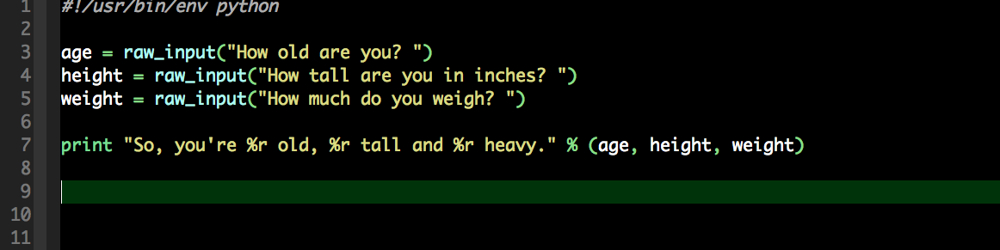 1 #!/usr/bin/env python
2
3 age = raw_input("How old are you? ")
4 height = raw_input("How tall are you in inches? ")
5 weight = raw_input("How much do you weigh? ")
6
7 print "So, you're %r old, %r tall and %r heavy." % (age, height, weight)
8
9
10
11